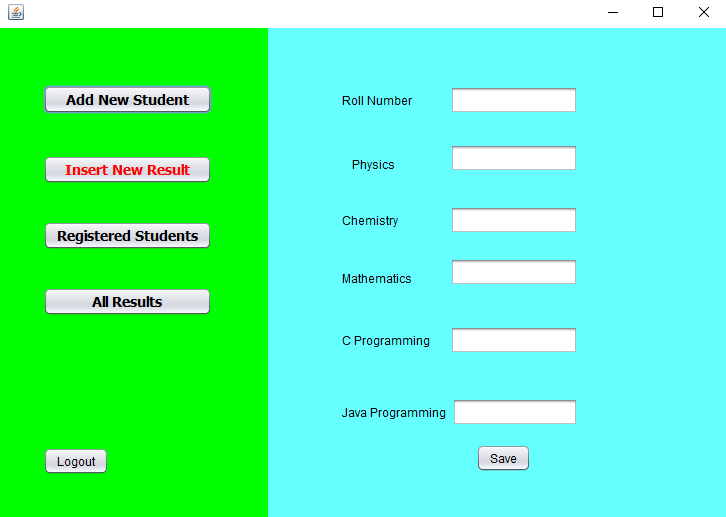 Add New Student
Insert New Result
Registered Students
All Results
Logout
Roll Number
Physics
Chemistry
Mathematics
C Programming
Java Programming
Save